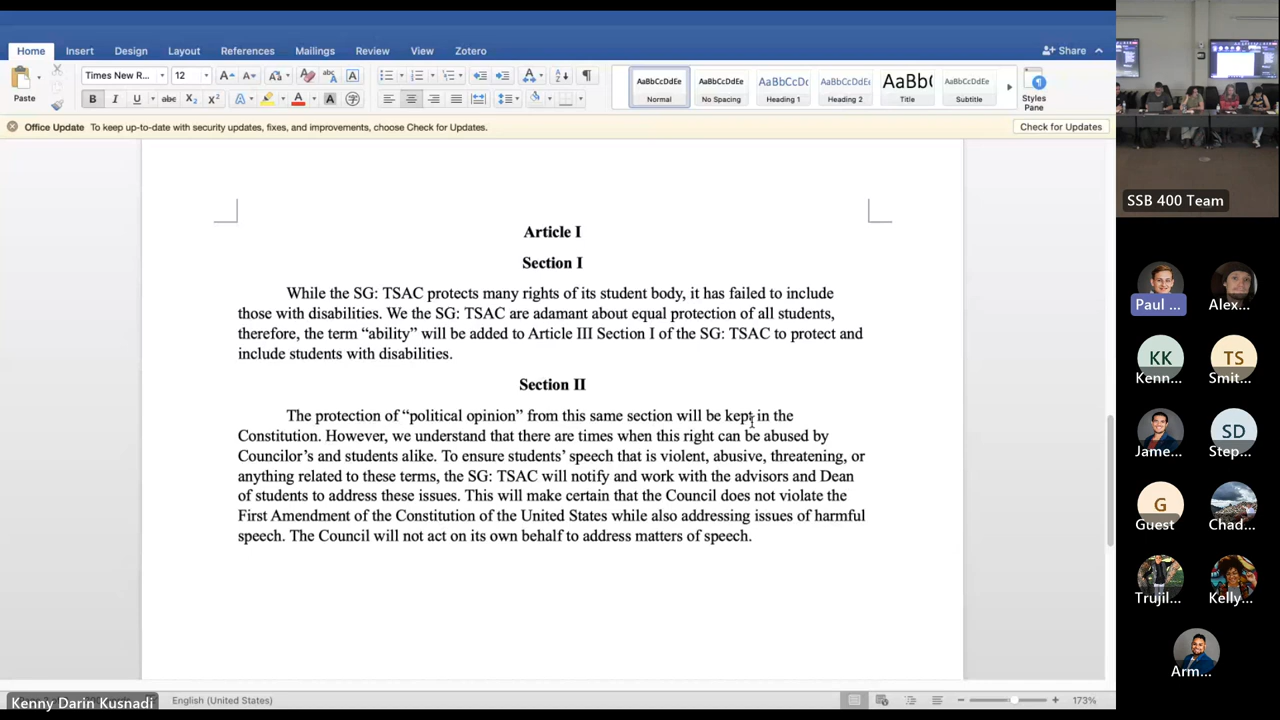 Home Insert Design Layout References Mailings Review View Zotero Share
Times New R... 12
Paste
AaBbCcDdEe AaBbCcDdEe AaBbCcDc AaBbCcDdEe AaBb( AaBbCcDdEe
Normal No Spacing Heading 1 Heading 2 Title Subtitle
Styles
Pane
Office Update To keep up-to-date with security updates, fixes, and improvements, choose Check for Updates. Check for Updates
Article I
Section I
While the SG: TSAC protects many rights of its student body, it has failed to include
those with disabilities. We the SG: TSAC are adamant about equal protection of all students,
therefore, the term “ability” will be added to Article III Section I of the SG: TSAC to protect and
include students with disabilities.
Section II
The protection of “political opinion” from this same section will be kept in the
Constitution. However, we understand that there are times when this right can be abused by
Councilor’s and students alike. To ensure students’ speech that is violent, abusive, threatening, or
anything related to these terms, the SG: TSAC will notify and work with the advisors and Dean
of students to address these issues. This will make certain that the Council does not violate the
First Amendment of the Constitution of the United States while also addressing issues of harmful
speech. The Council will not act on its own behalf to address matters of speech.
English (United States)
173%
Kenny Darin Kusnadi
SSB 400 Team
Paul ... Alex...
KK TS
Kenn... Smit...
SD
Jame... Step...
G
Guest Chad...
Trujil... Kelly...
Arm...